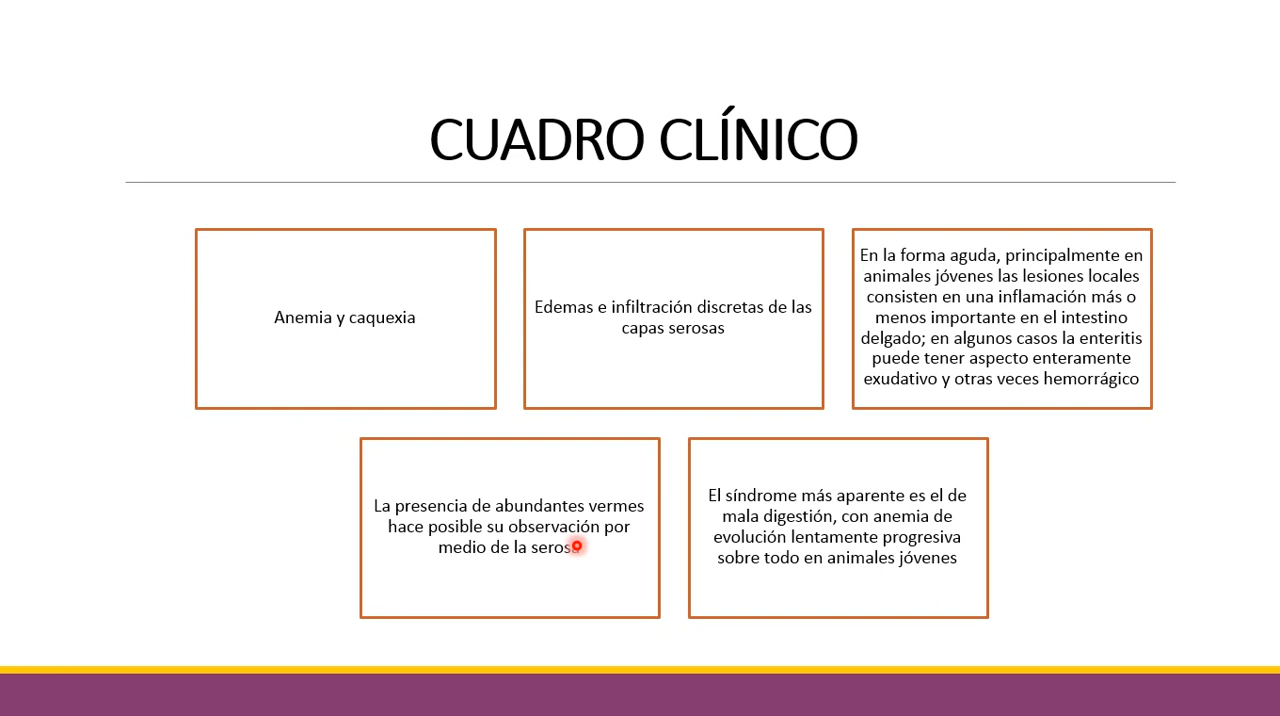 CUADRO CLÍNICO
Anemia y caquexia
Edemas e infiltración discretas de las
capas serosas
En la forma aguda, principalmente en
animales jóvenes las lesiones locales
consisten en una inflamación más o
menos importante en el intestino
delgado; en algunos casos la enteritis
puede tener aspecto enteramente
exudativo y otras veces hemorrágico
La presencia de abundantes vermes
hace posible su observación por
medio de la serosa
El síndrome más aparente es el de
mala digestión, con anemia de
evolución lentamente progresiva
sobre todo en animales jóvenes